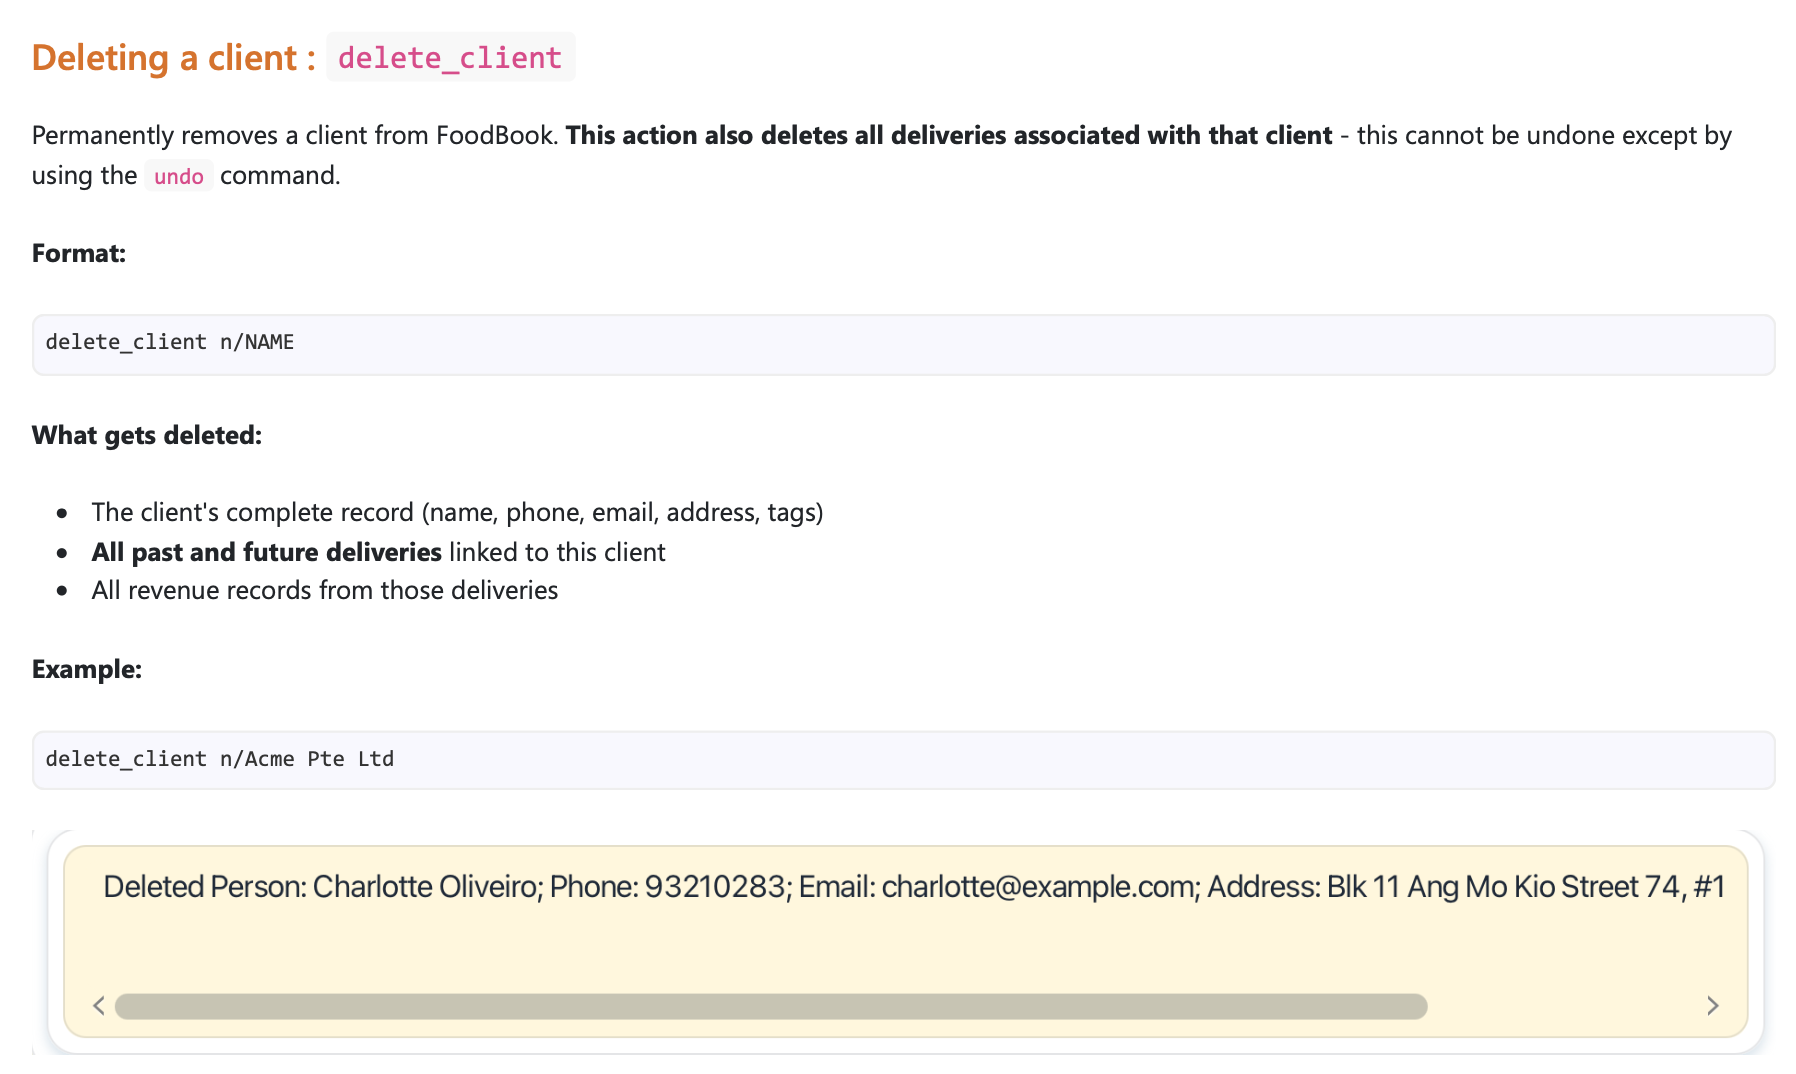 Deleting a client : delete_client
Permanently removes a client from FoodBook. This action also deletes all deliveries associated with that client - this cannot be undone except by
using the undo command.
Format:
delete_client n/NAME
What gets deleted:
• The client's complete record (name, phone, email, address, tags)
• All past and future deliveries linked to this client
• All revenue records from those deliveries
Example:
delete_client n/Acme Pte Ltd
Deleted Person: Charlotte Oliveiro; Phone: 93210283; Email: charlotte@example.com; Address: Blk 11 Ang Mo Kio Street 74, #1